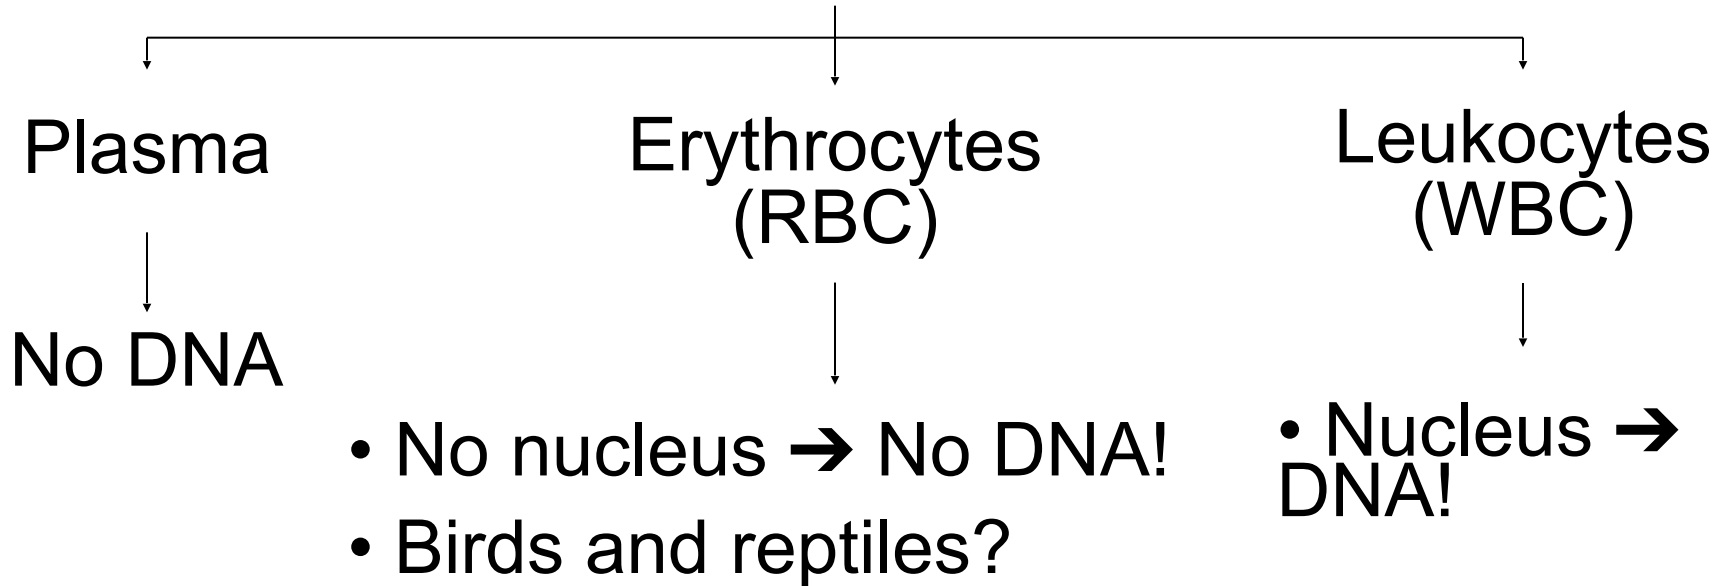 Plasma
No DNA
Erythrocytes
(RBC)
• No nucleus ➔ No DNA!
• Birds and reptiles?
Leukocytes
(WBC)
• Nucleus ➔
DNA!